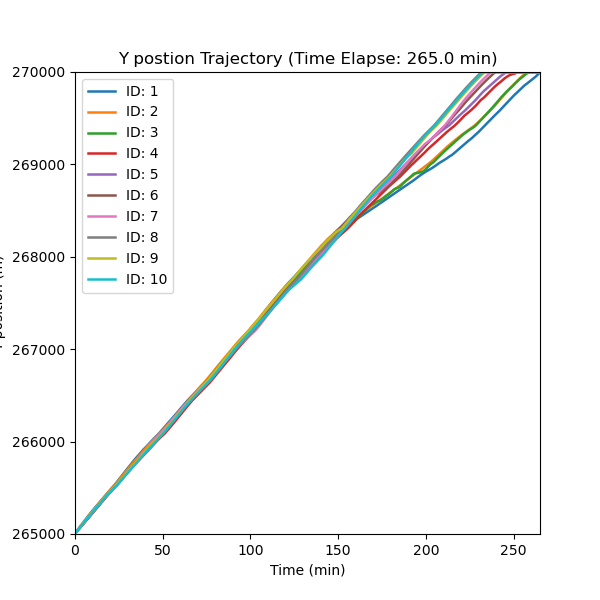 Y postion Trajectory (Time Elapse: 265.0 min)
270000
269000
268000
267000
266000
265000
ID: 1
ID: 2
ID: 3
ID: 4
ID: 5
ID: 6
ID: 7
ID: 8
ID: 9
ID: 10
0 50 100 150 200 250
Time (min)